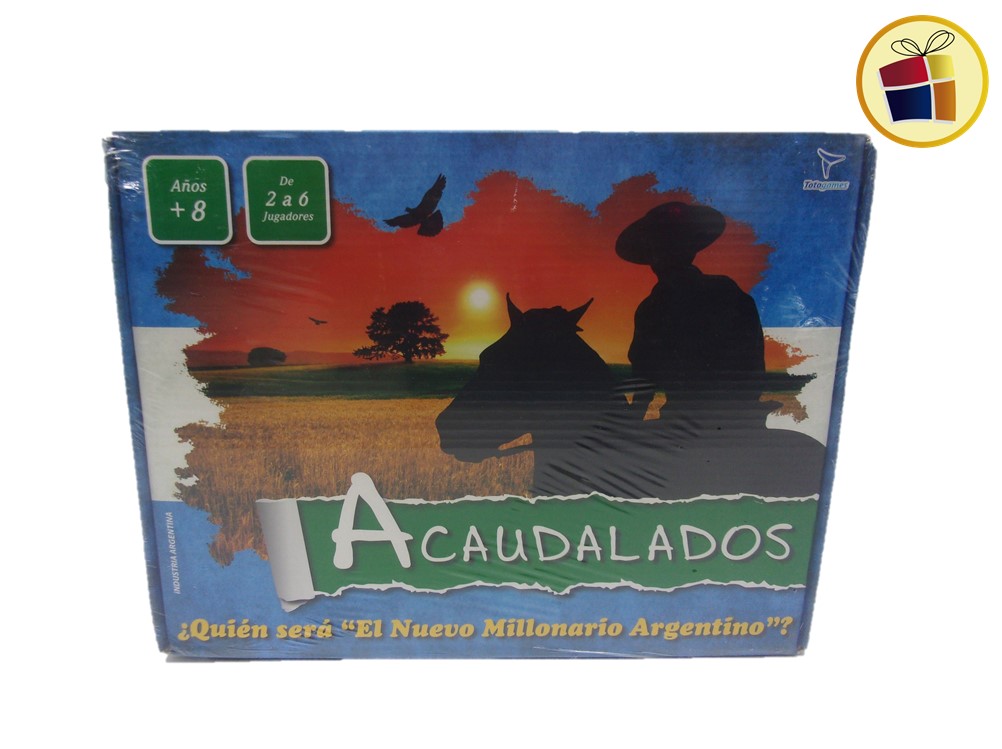 Años
+ 8
De
2 a 6
Jugadores
Totogames
INDUSTRIA ARGENTINA
ACAUDALADOS
¿Quién será “El Nuevo Millonario Argentino”?